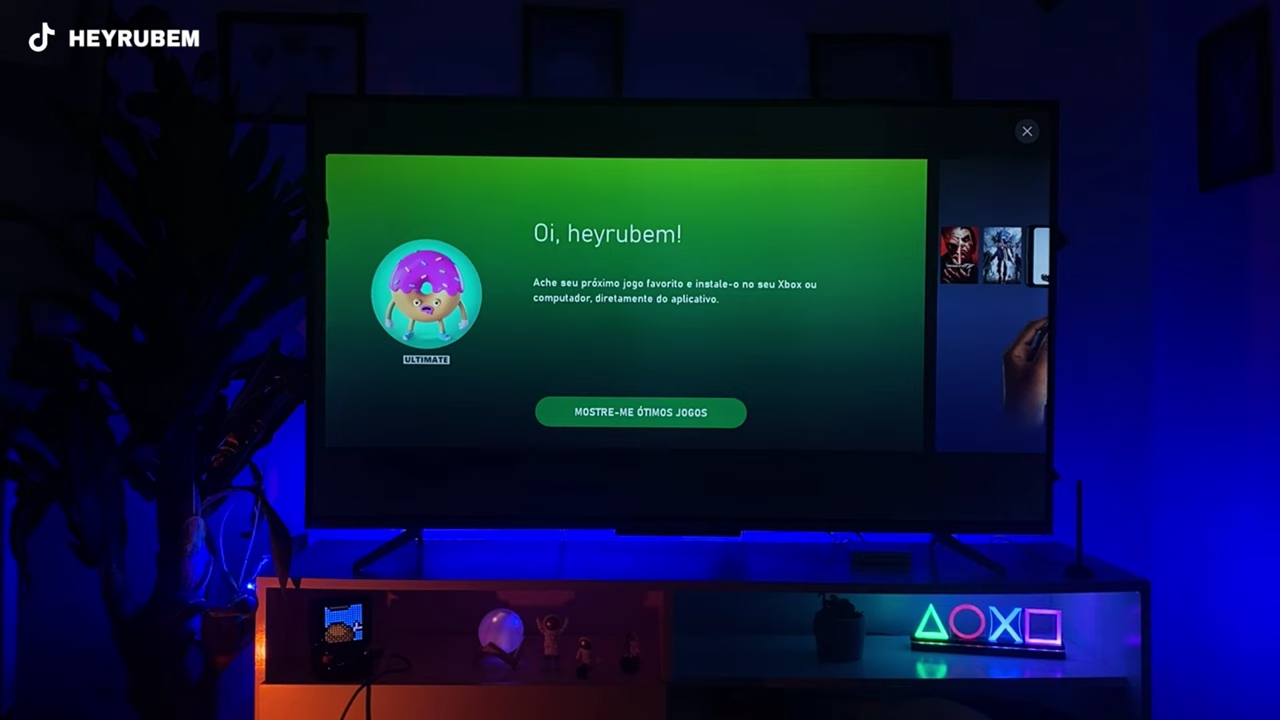 HEYRUBEM
Oi, heyrubem!
Ache seu próximo jogo favorito e instale-o no seu Xbox ou
computador, diretamente do aplicativo.
ULTIMATE
MOSTRE-ME ÓTIMOS JOGOS